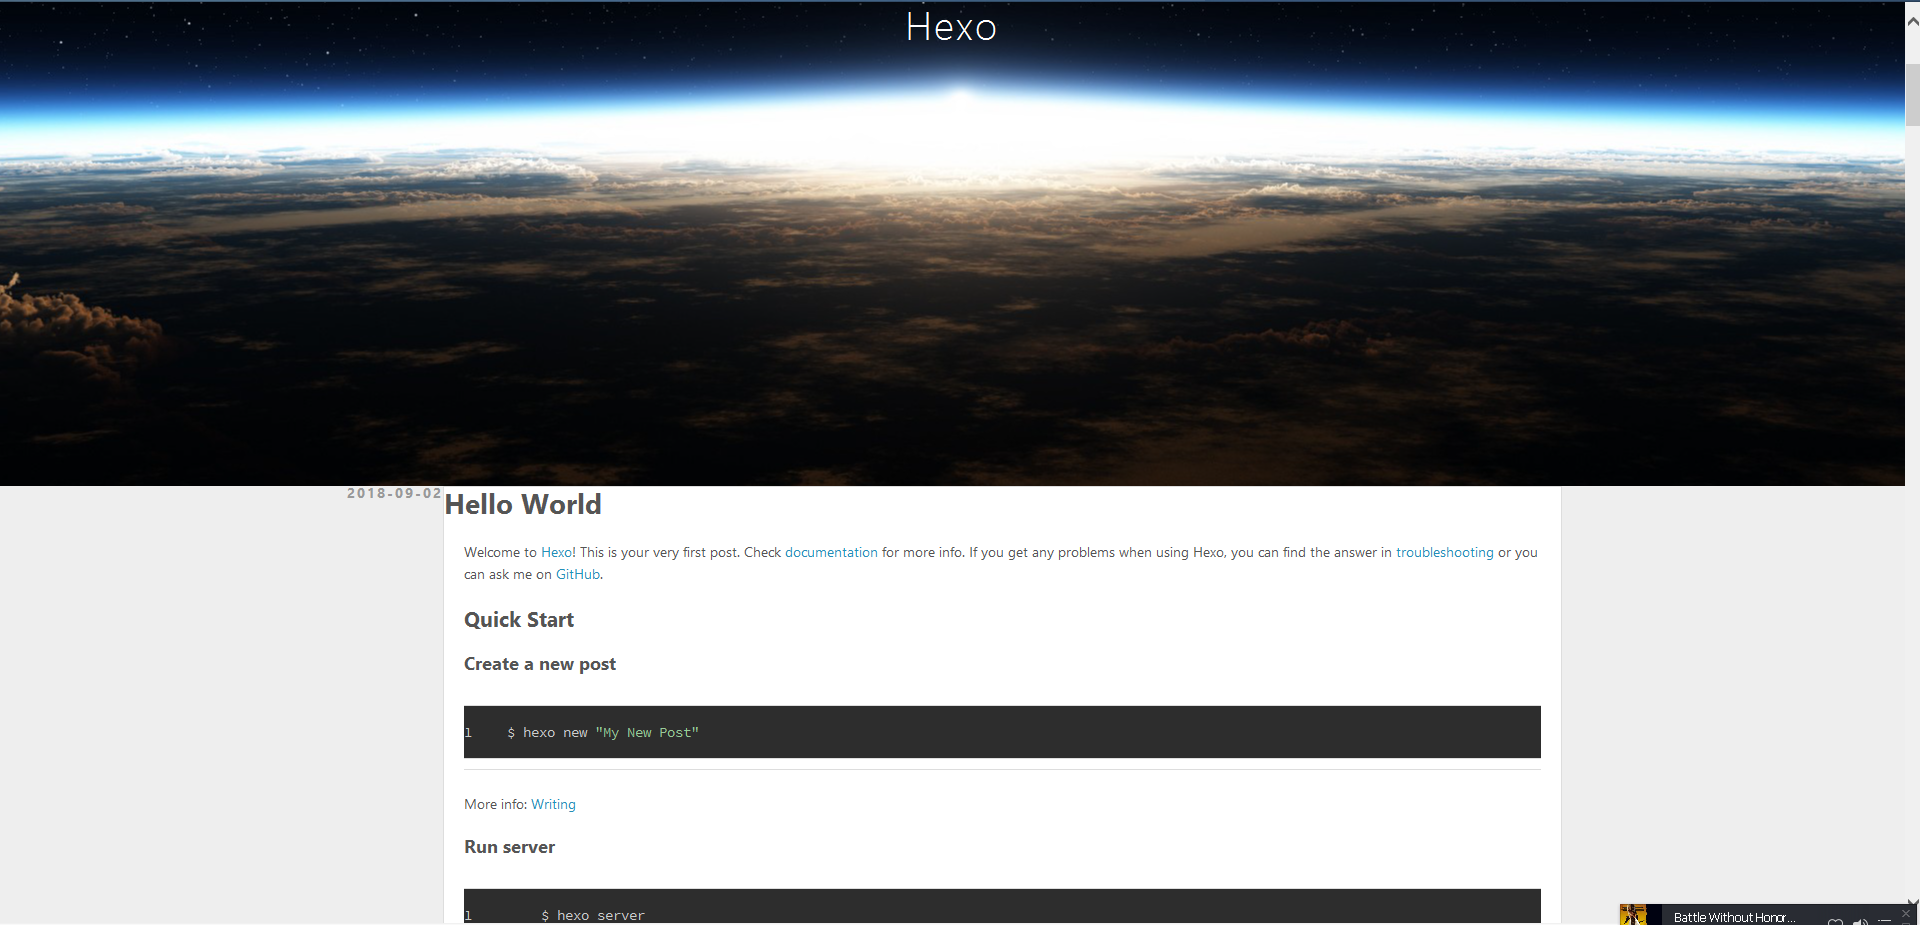 Hexo
2018-09-02
Hello World
Welcome to Hexo! This is your very first post. Check documentation for more info. If you get any problems when using Hexo, you can find the answer in troubleshooting or you
can ask me on GitHub.
Quick Start
Create a new post
1 $ hexo new "My New Post"
More info: Writing
Run server
1 $ hexo server
Battle Without Honor...